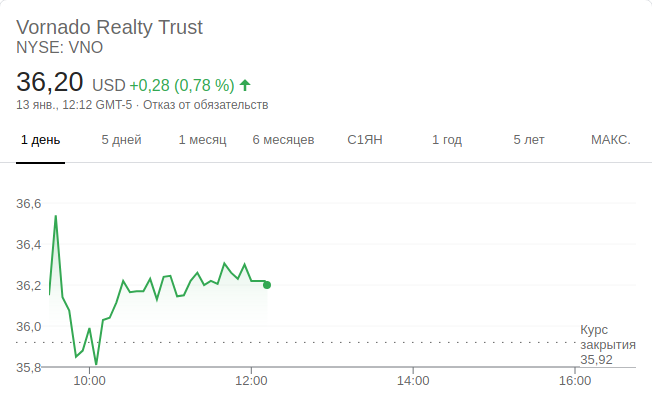 Vornado Realty Trust
NYSE: VNO
36,20 USD +0,28 (0,78 %)
13 янв., 12:12 GMT-5 · Отказ от обязательств
1 день 5 дней 1 месяц 6 месяцев С1ЯН 1 год 5 лет МАКС.
36,6
36,4
36,2
36,0
35,8
Курс
закрытия
35,92
10:00 12:00 14:00 16:00